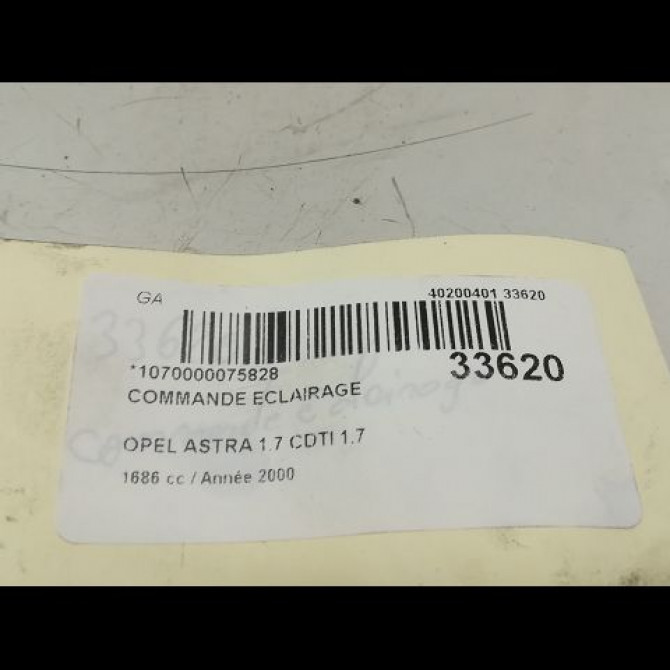 GA 40200401 33620
*1070000075828 33620
COMMANDE ECLAIRAGE
OPEL ASTRA 1.7 CDTI 1.7
1686 cc / Année 2000